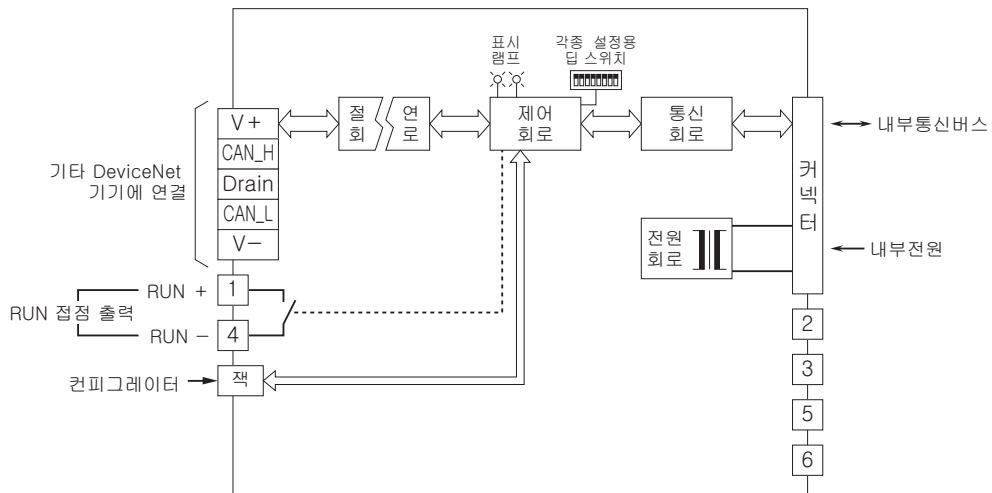 표시
램프
각종 설정용
딥 스위치
기타 DeviceNet
기기에 연결
V+
CAN_H
Drain
CAN_L
V−
절 연
회 로
제어
회로
통신
회로
커넥터
내부통신버스
전원
회로
내부전원
RUN 접점 출력
RUN +
1
RUN −
4
컨피그레이터
잭
2
3
5
6